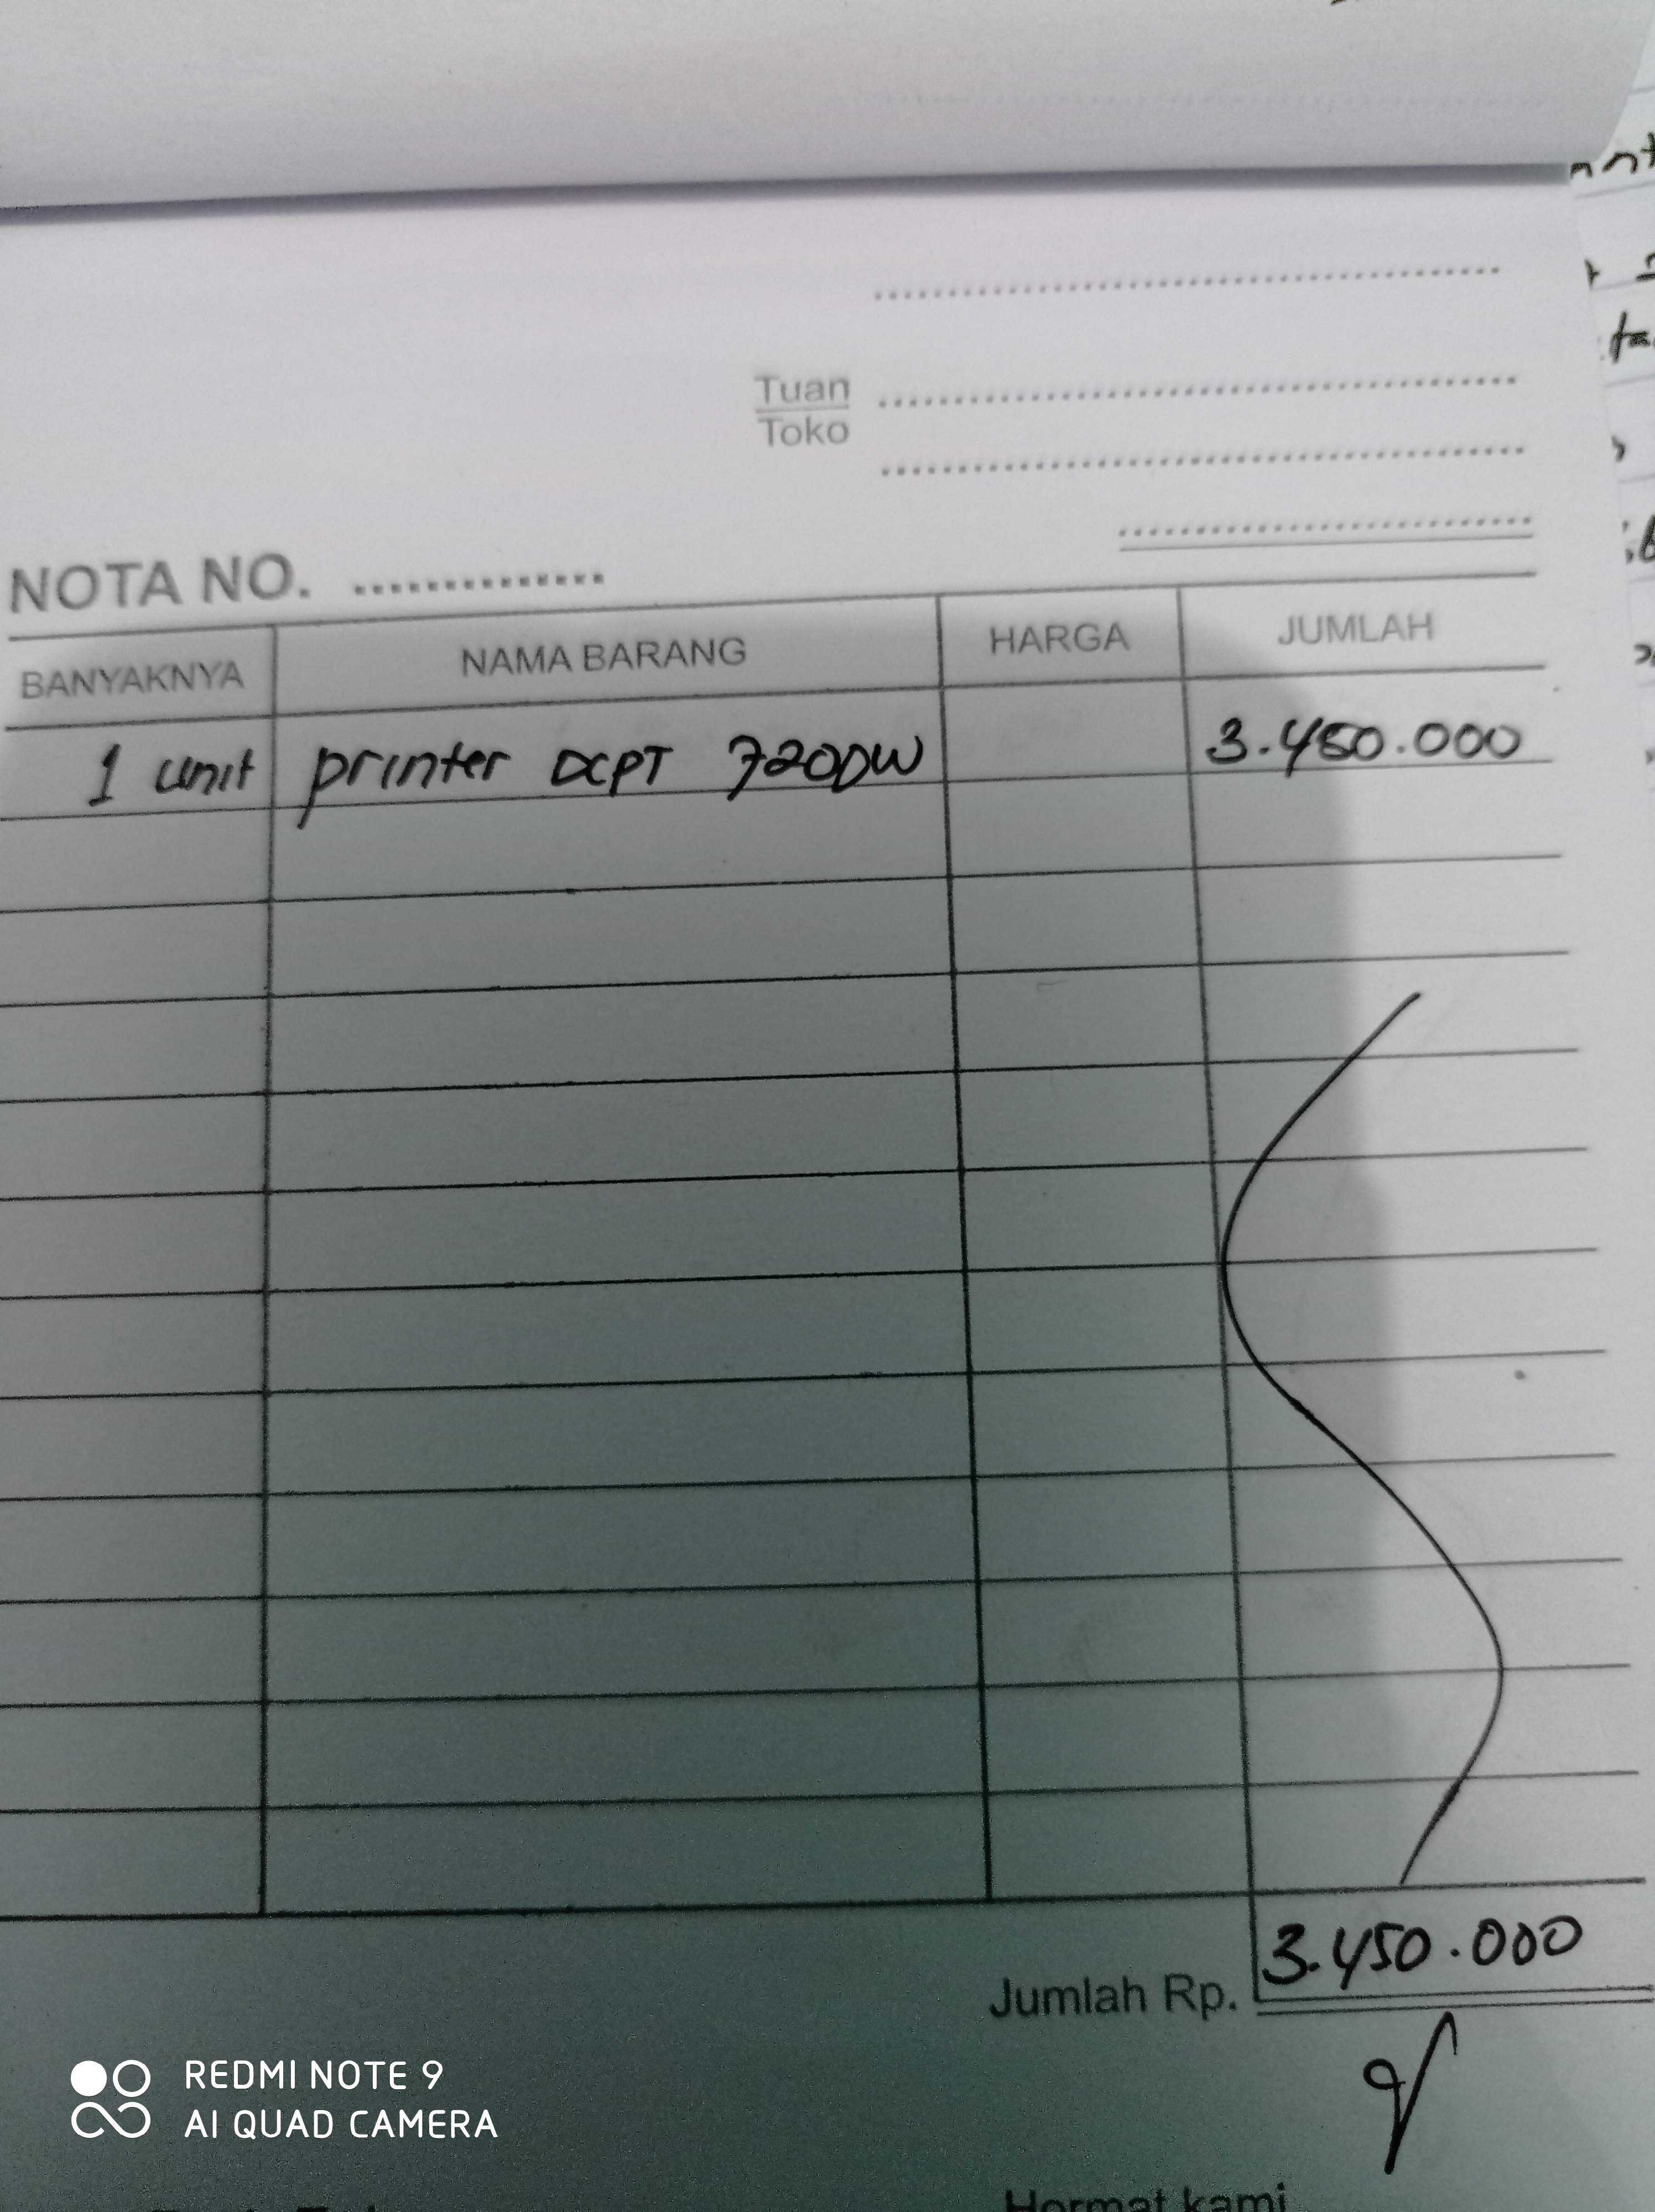 Tuan
Toko
NOTA NO. ..............
BANYAKNYA NAMA BARANG HARGA JUMLAH
1 unit printer DCPT 720DW 3.450.000
Jumlah Rp. 3.450.000
REDMI NOTE 9
AI QUAD CAMERA
Hormat kami